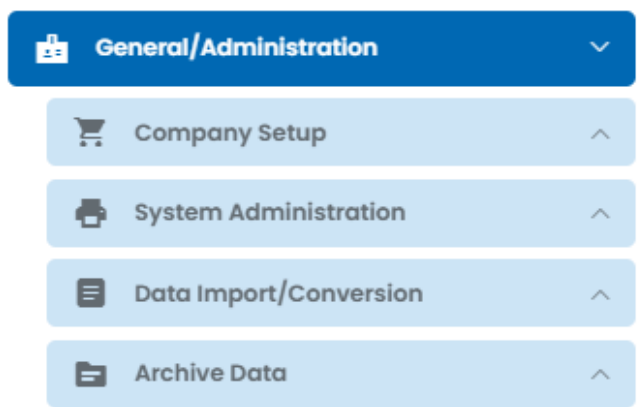 General/Administration
Company Setup
System Administration
Data Import/Conversion
Archive Data